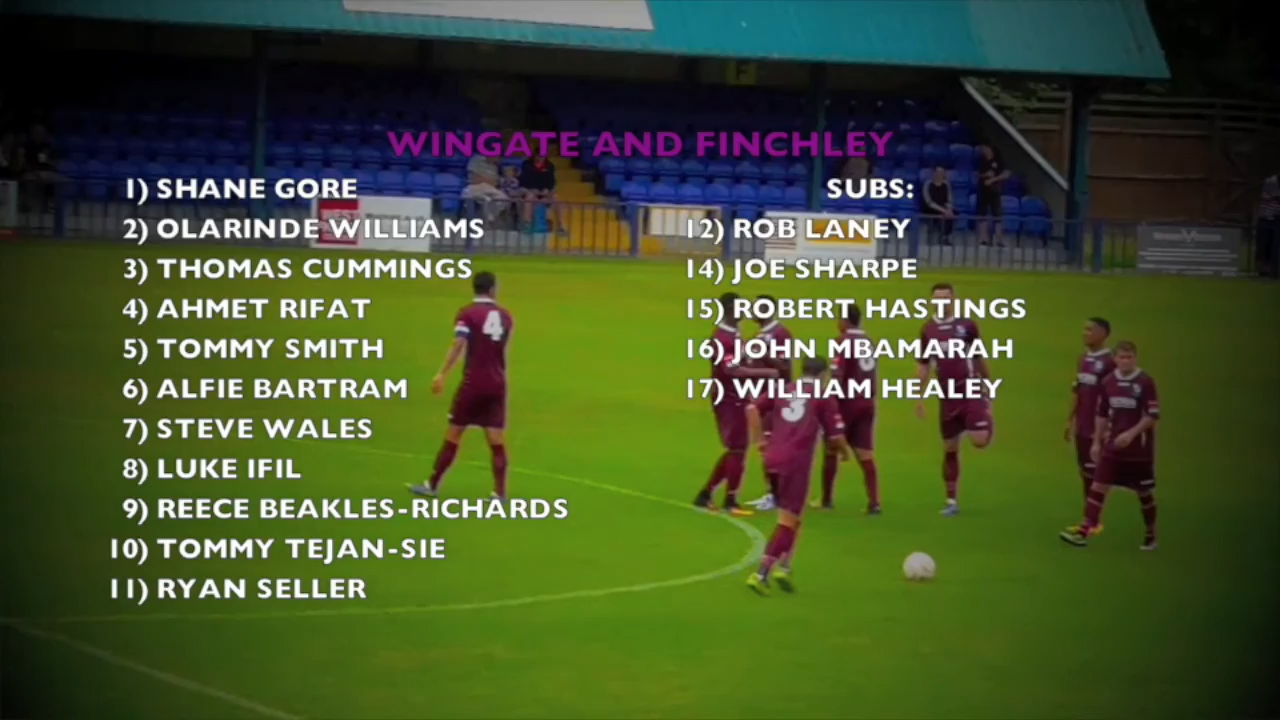 WINGATE AND FINCHLEY
1) SHANE GORE
2) OLARINDE WILLIAMS
3) THOMAS CUMMINGS
4) AHMET RIFAT
5) TOMMY SMITH
6) ALFIE BARTRAM
7) STEVE WALES
8) LUKE IFIL
9) REECE BEAKLES-RICHARDS
10) TOMMY TEJAN-SIE
11) RYAN SELLER
SUBS:
12) ROB LANEY
14) JOE SHARPE
15) ROBERT HASTINGS
16) JOHN MBAMARAH
17) WILLIAM HEALEY
F
4
3